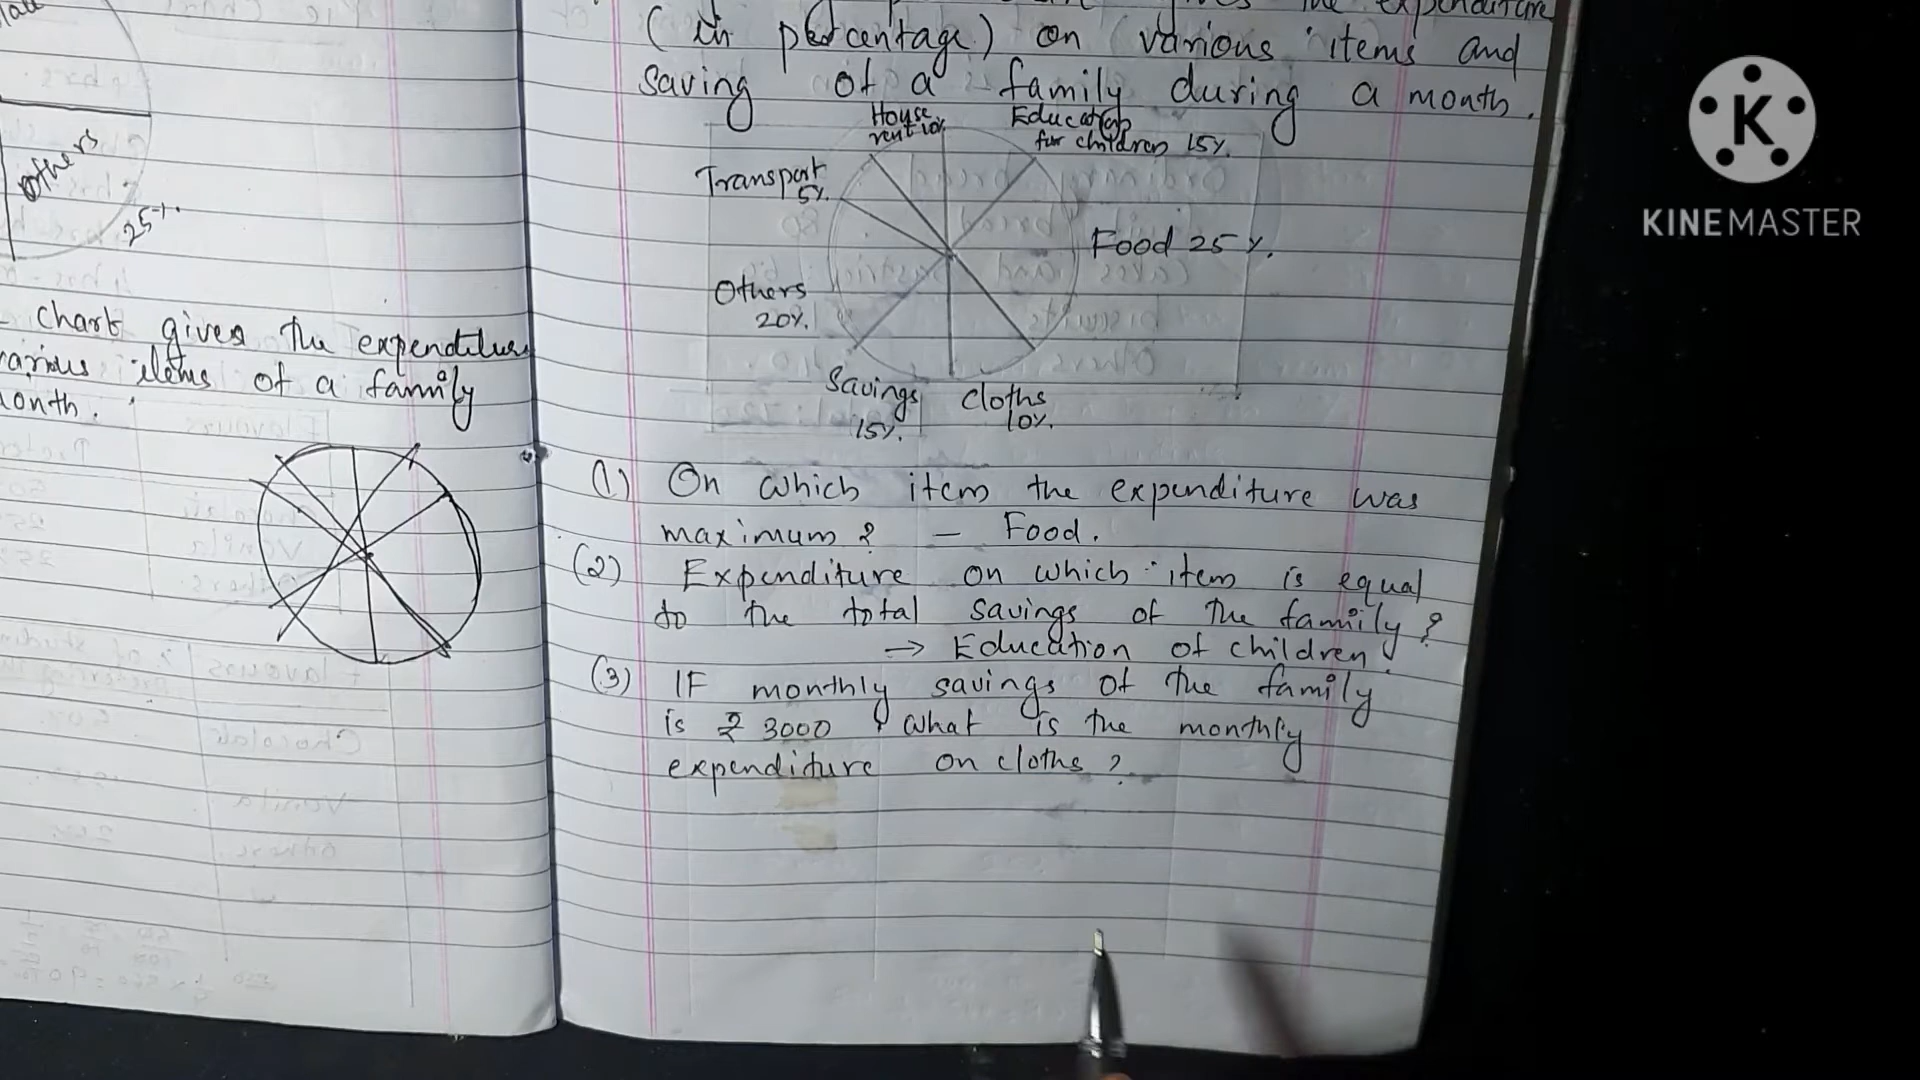 others
25%.
chart gives the expenditure
various items of a family
month.
the expenditure
(in percentage) on various items and
saving of a family during a month.
House
rent 10%
Education
for children 15%.
Transport
5%.
Food 25%.
Others
20%.
Savings
15%.
Cloths
10%.
(1) On which item the expenditure was
maximum? - Food.
(2) Expenditure on which item is equal
to the total savings of the family?
→ Education of children.
(3) IF monthly savings of the family
is ₹ 3000, what is the monthly
expenditure on cloths?
K
KINEMASTER